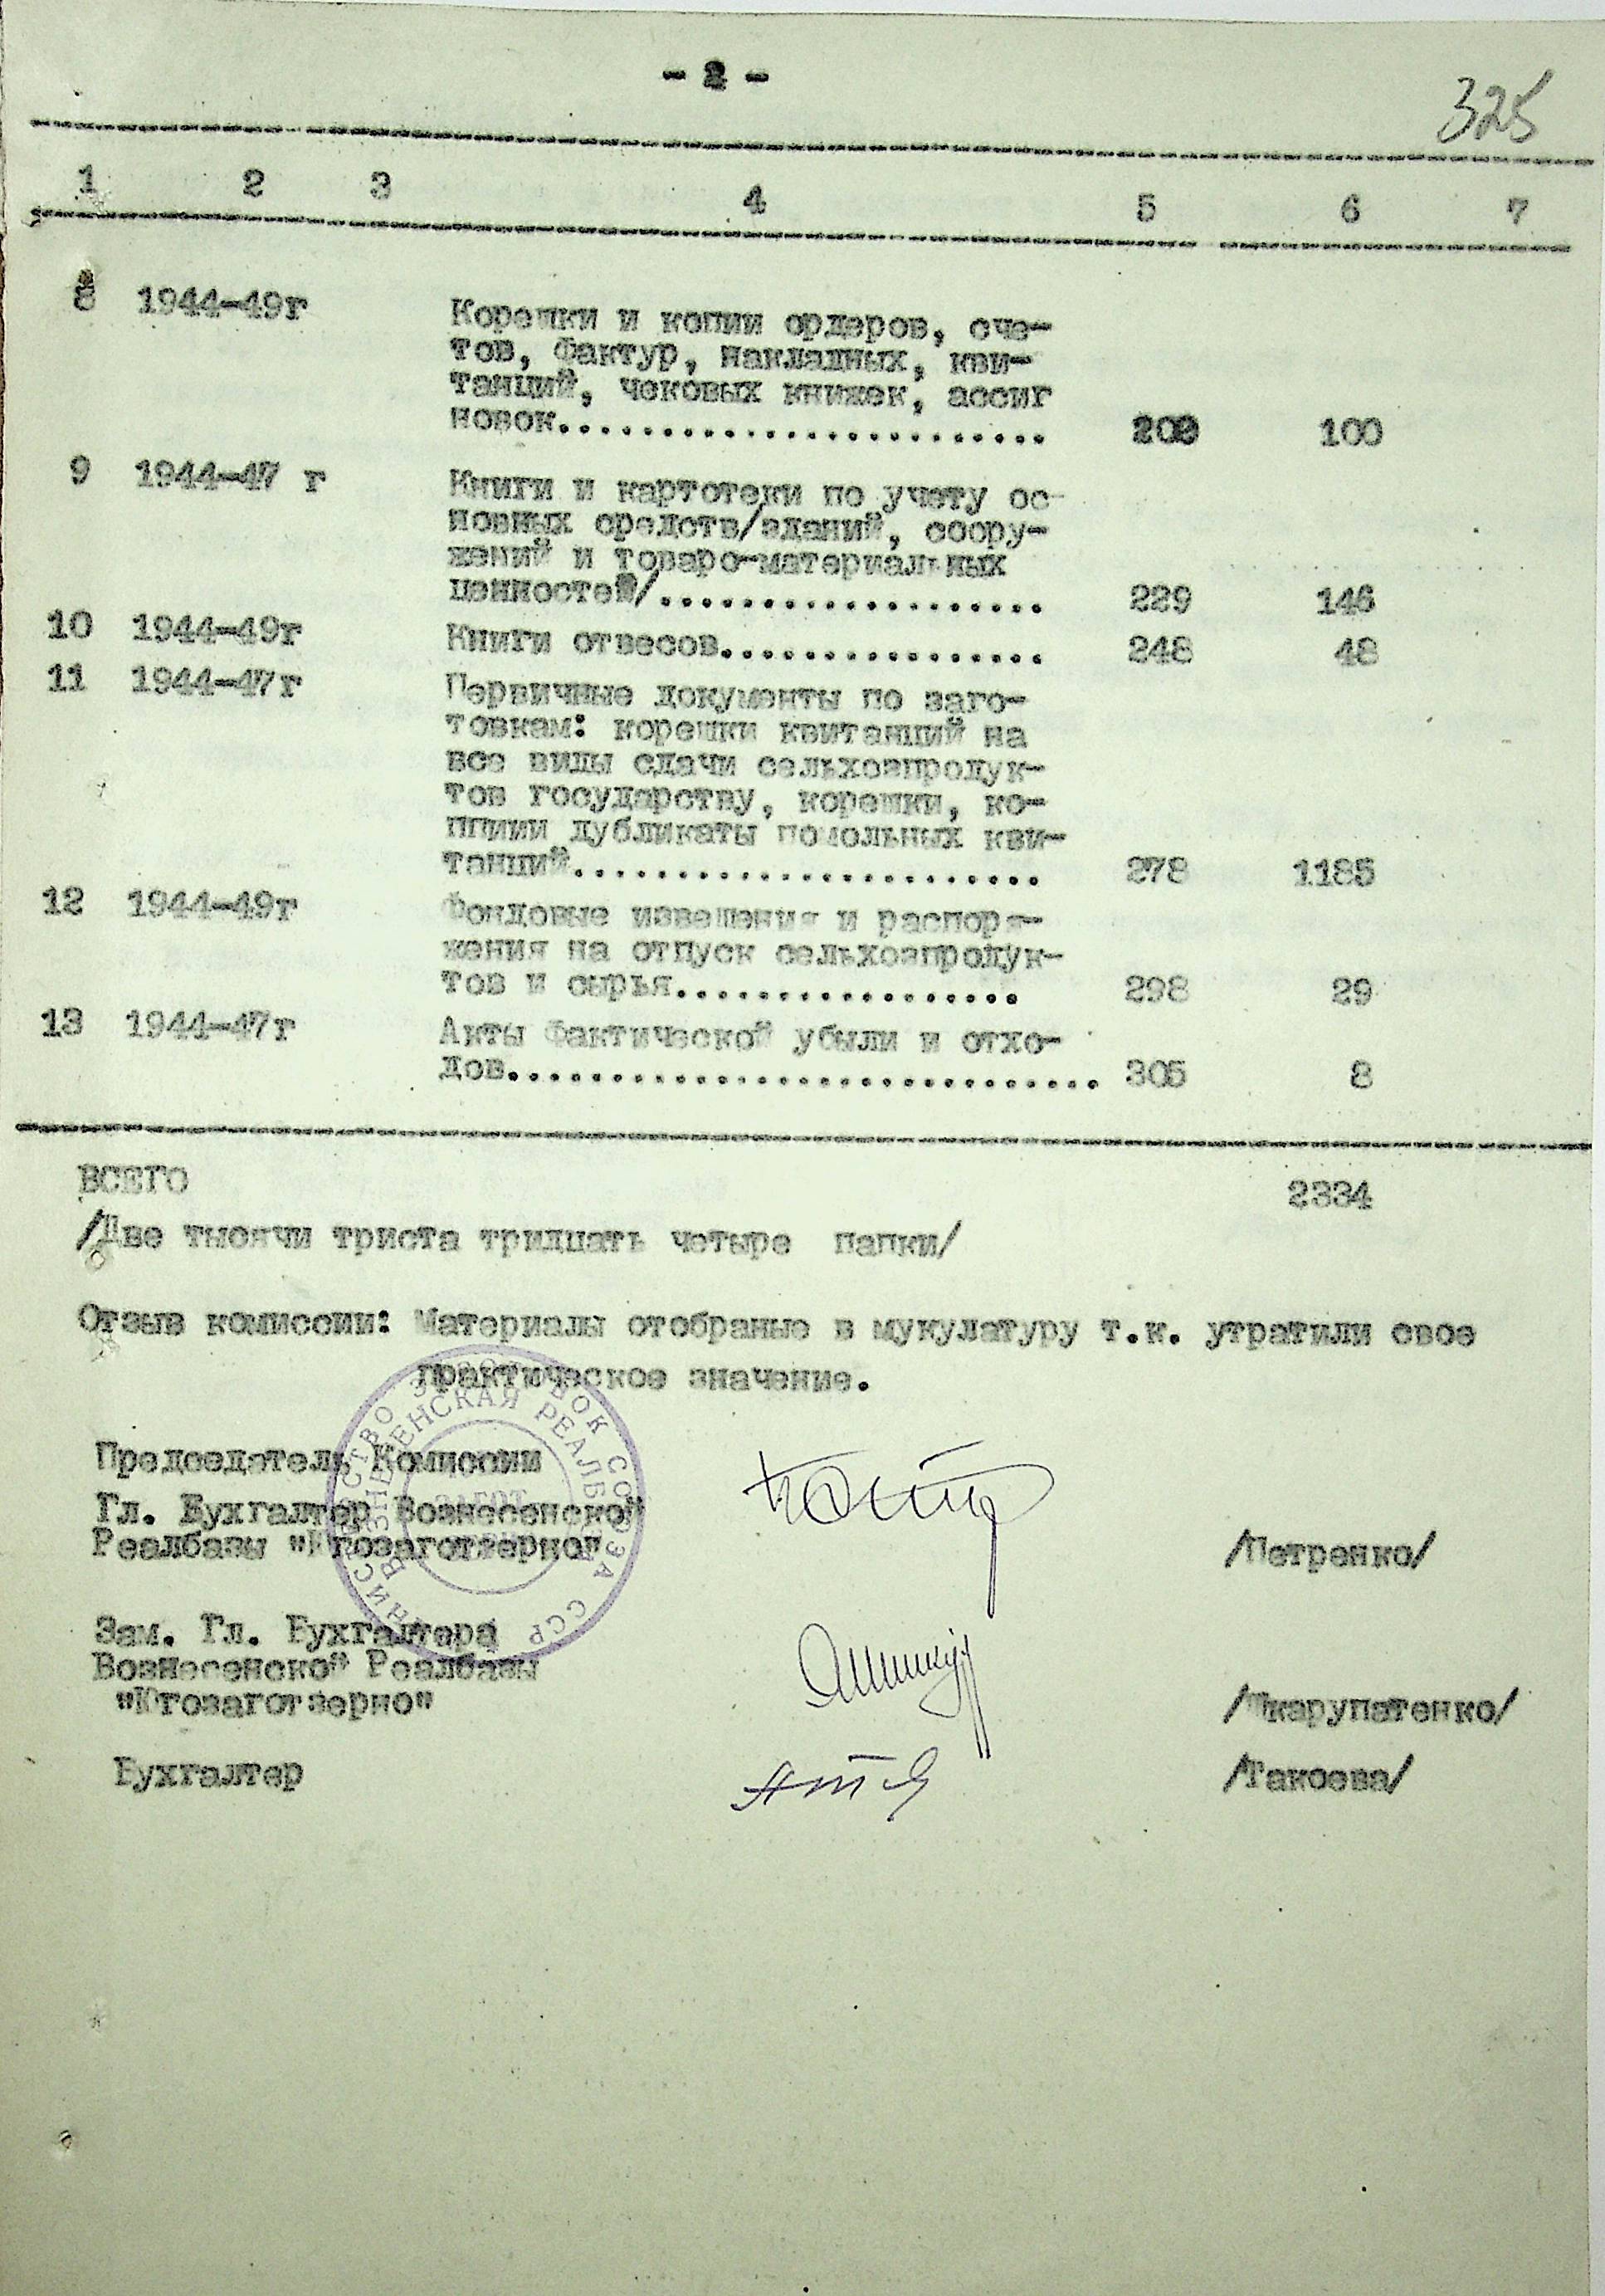 - 2 -
325
1 2 3 4 5 6 7
8 1944-49г Корешки и копии ордеров, сче-
тов, фактур, накладных, кви-
танций, чековых книжек, ассиг
новок........................ 209 100
9 1944-47 г Книги и картотеки по учету ос-
новных средств/зданий, соору-
жений и товаро-материальных
ценностей/................... 229 146
10 1944-49г Книги отвесов................ 248 48
11 1944-47г Первичные документы по заго-
товкам: корешки квитанций на
все виды сдачи сельхозпродук-
тов государству, корешки, ко-
ппиии дубликаты помольных кви-
танций....................... 278 1185
12 1944-49г Фондовые извещения и распоря-
жения на отпуск сельхозпродук-
тов и сырья.................. 298 29
13 1944-47г Акты фактической убыли и отхо-
дов.............................. 305 8
ВСЕГО 2334
/Две тысячи триста тридцать четыре папки/
Отзыв комиссии: Материалы отобраные в мукулатуру т.к. утратили свое
практическое значение.
Председатель Комиссии
Гл. Бухгалтер Вознесенской
Реалбазы "Югозаготзерно" /Петренко/
Зам. Гл. Бухгалтера
Вознесенской Реалбазы
"Югозаготзерно" /Шкарупатенко/
Бухгалтер /Такоева/